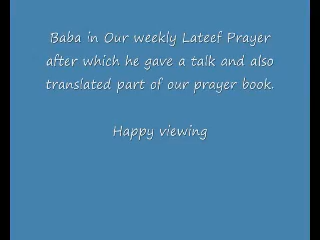 Baba in Our weekly Lateef Prayer
after which he gave a talk and also
translated part of our prayer book.
Happy viewing